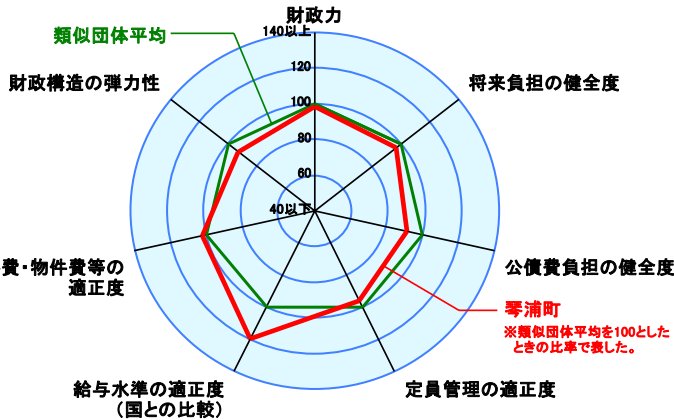 財政力
類似団体平均
140以上
120
100
80
60
40以下
財政構造の弾力性
将来負担の健全度
費・物件費等の
適正度
公債費負担の健全度
琴浦町
※類似団体平均を100とした
ときの比率で表した。
給与水準の適正度
（国との比較）
定員管理の適正度